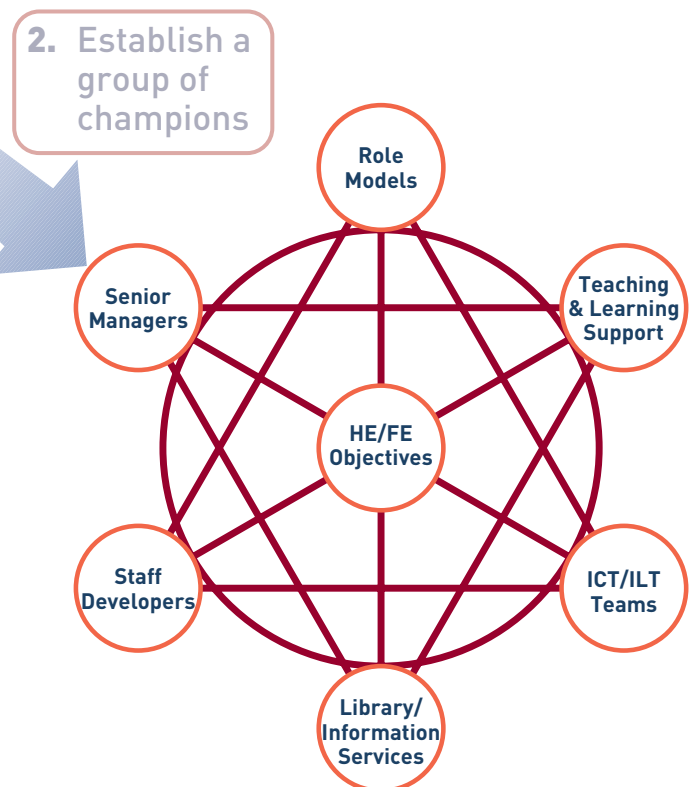 2. Establish a
group of
champions
Role
Models
Senior
Managers
Teaching
& Learning
Support
HE/FE
Objectives
Staff
Developers
ICT/ILT
Teams
Library/
Information
Services